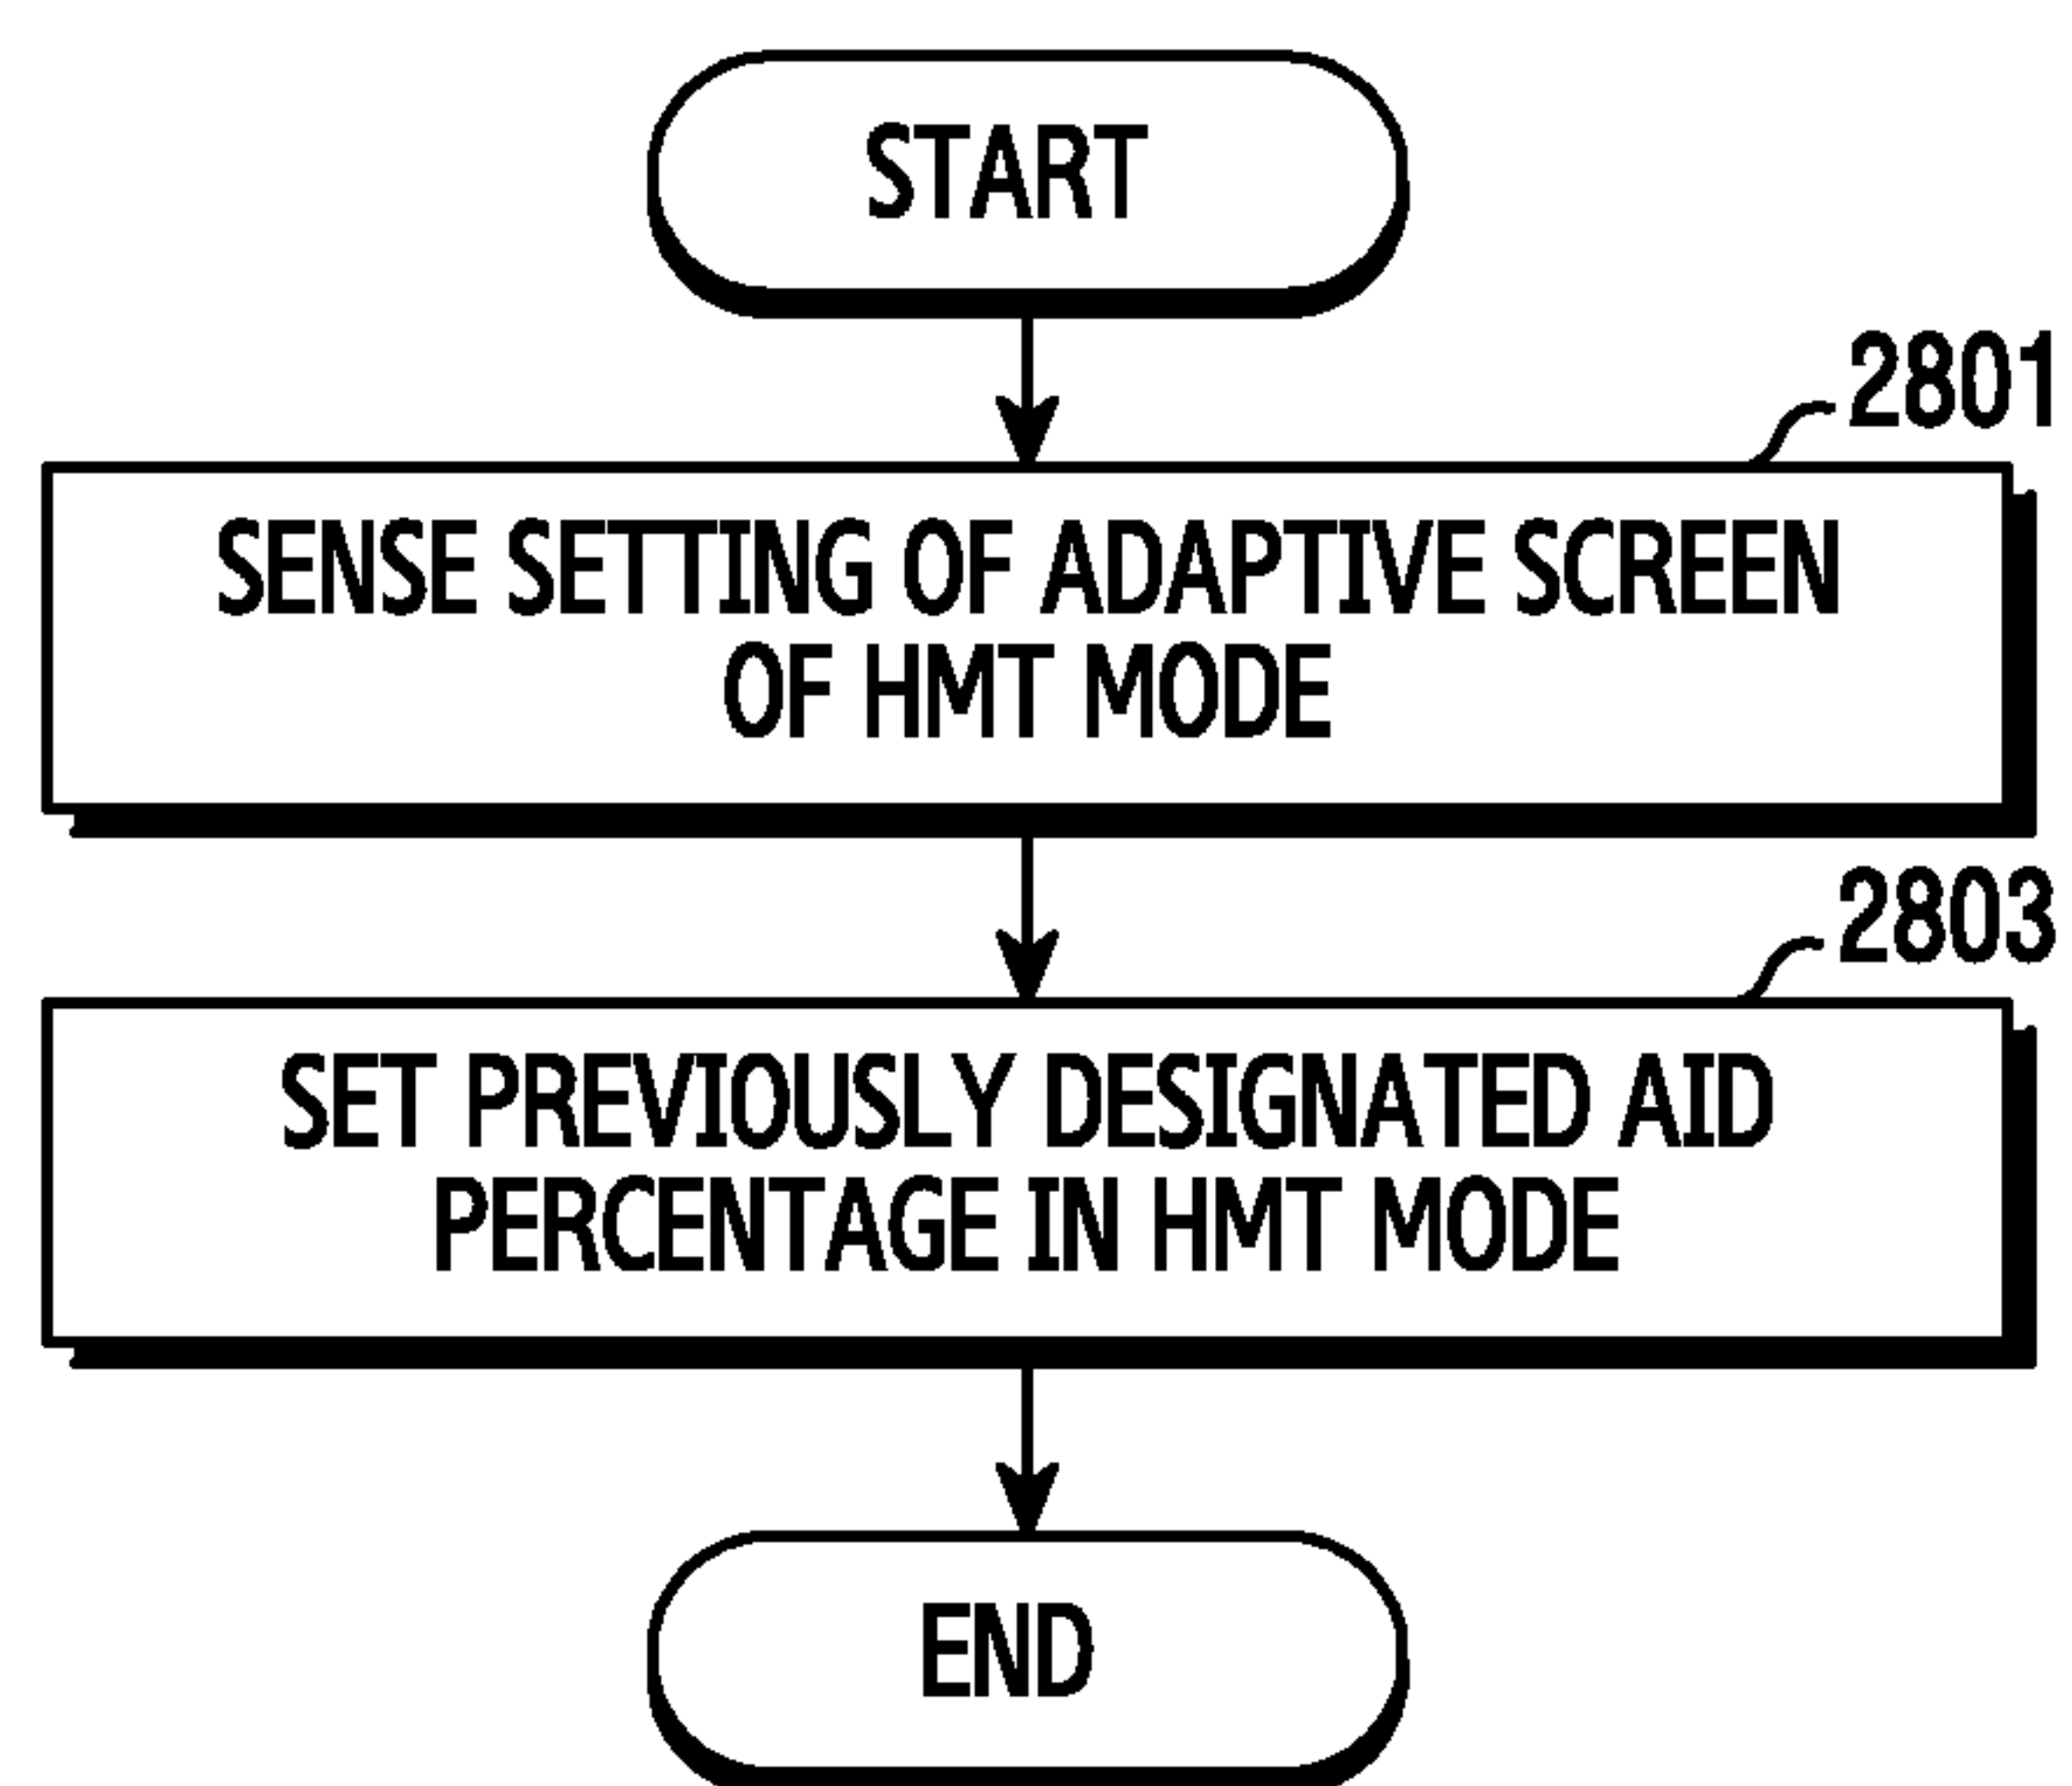 START
2801
SENSE SETTING OF ADAPTIVE SCREEN
OF HMT MODE
2803
SET PREVIOUSLY DESIGNATED AID
PERCENTAGE IN HMT MODE
END